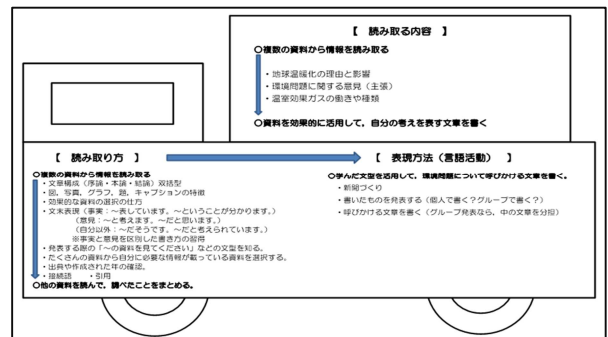 【 読み取る内容 】
○複数の資料から情報を読み取る
・地球温暖化の理由と影響
・環境問題に関する意見（主張）
・温室効果ガスの働きや種類
○資料を効果的に活用して，自分の考えを表す文章を書く
【 読み取り方 】
○複数の資料から情報を読み取る
・文章構成（序論・本論・結論）双括型
・図，写真，グラフ，題，キャプションの特徴
・効果的な資料の選択の仕方
・文末表現（事実：～表しています。～ということが分かります。）
（意見：～と考えます。～だと思います。）
（自分以外：～だそうです。～だと考えられています。）
※事実と意見を区別した書き方の習得
・発表する際の「～の資料を見てください」などの文型を知る。
・たくさんの資料から自分に必要な情報が載っている資料を選択する。
・出典や作成された年の確認。
・接続語　・引用
○他の資料を読んで，調べたことをまとめる。
【 表現方法（言語活動） 】
○学んだ文型を活用して，環境問題について呼びかける文章を書く。
・新聞づくり
・書いたものを発表する（個人で書く？グループで書く？）
・呼びかける文章を書く（グループ発表なら，中の文章を分担）